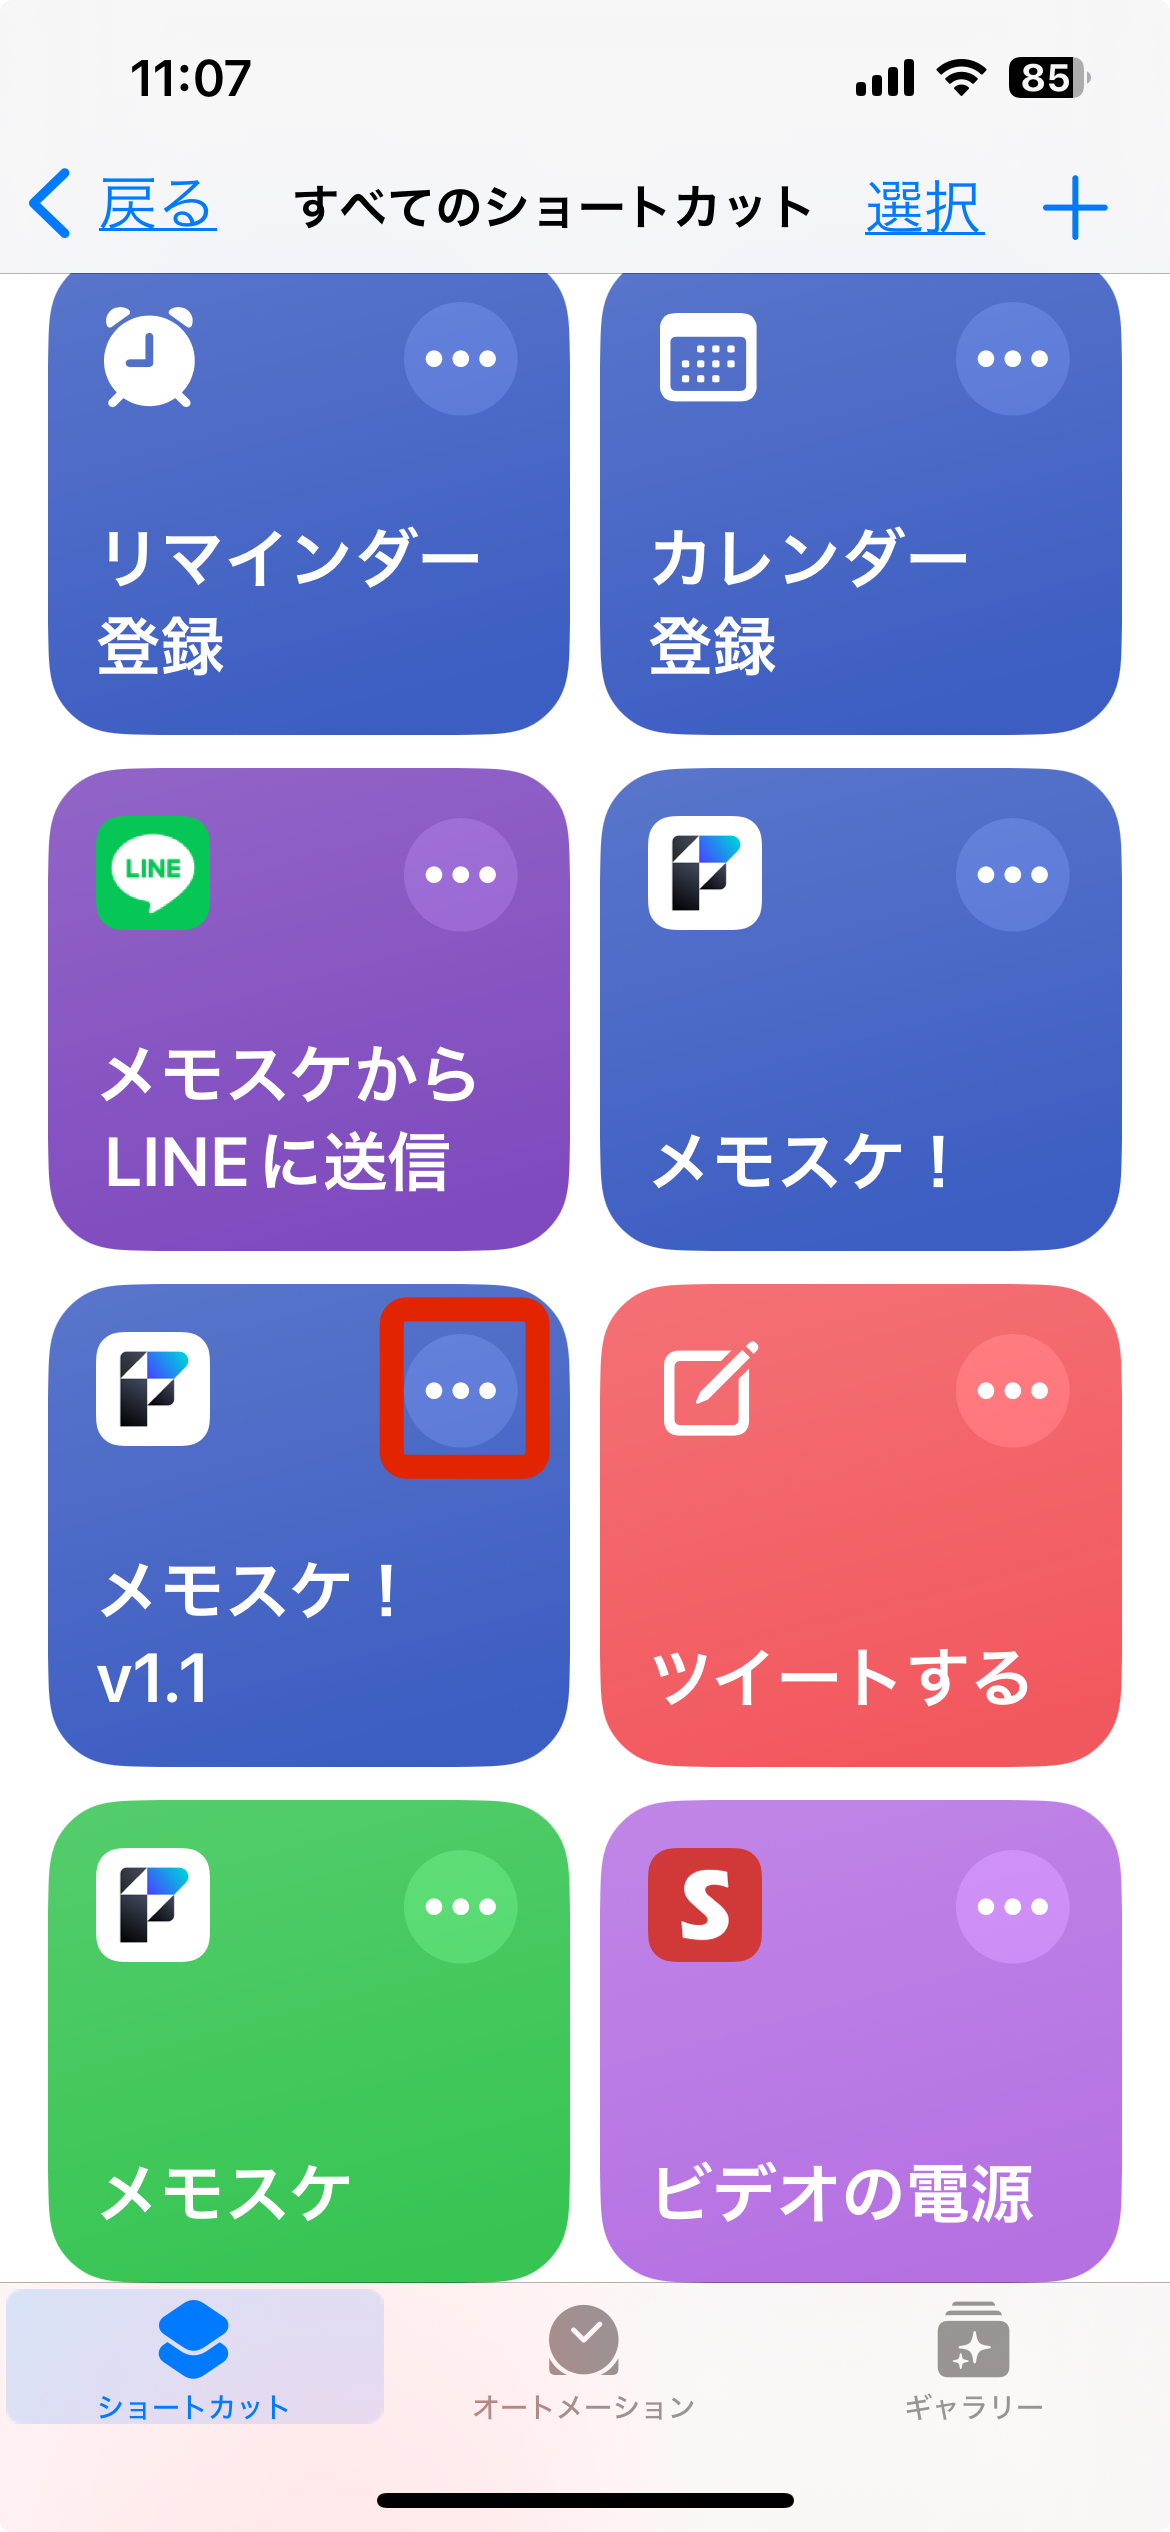 11:07
85
戻る
すべてのショートカット
選択
リマインダー
登録
カレンダー
登録
LINE
メモスケから
LINEに送信
メモスケ！
メモスケ！
v1.1
ツイートする
メモスケ
S
ビデオの電源
ショートカット
オートメーション
ギャラリー